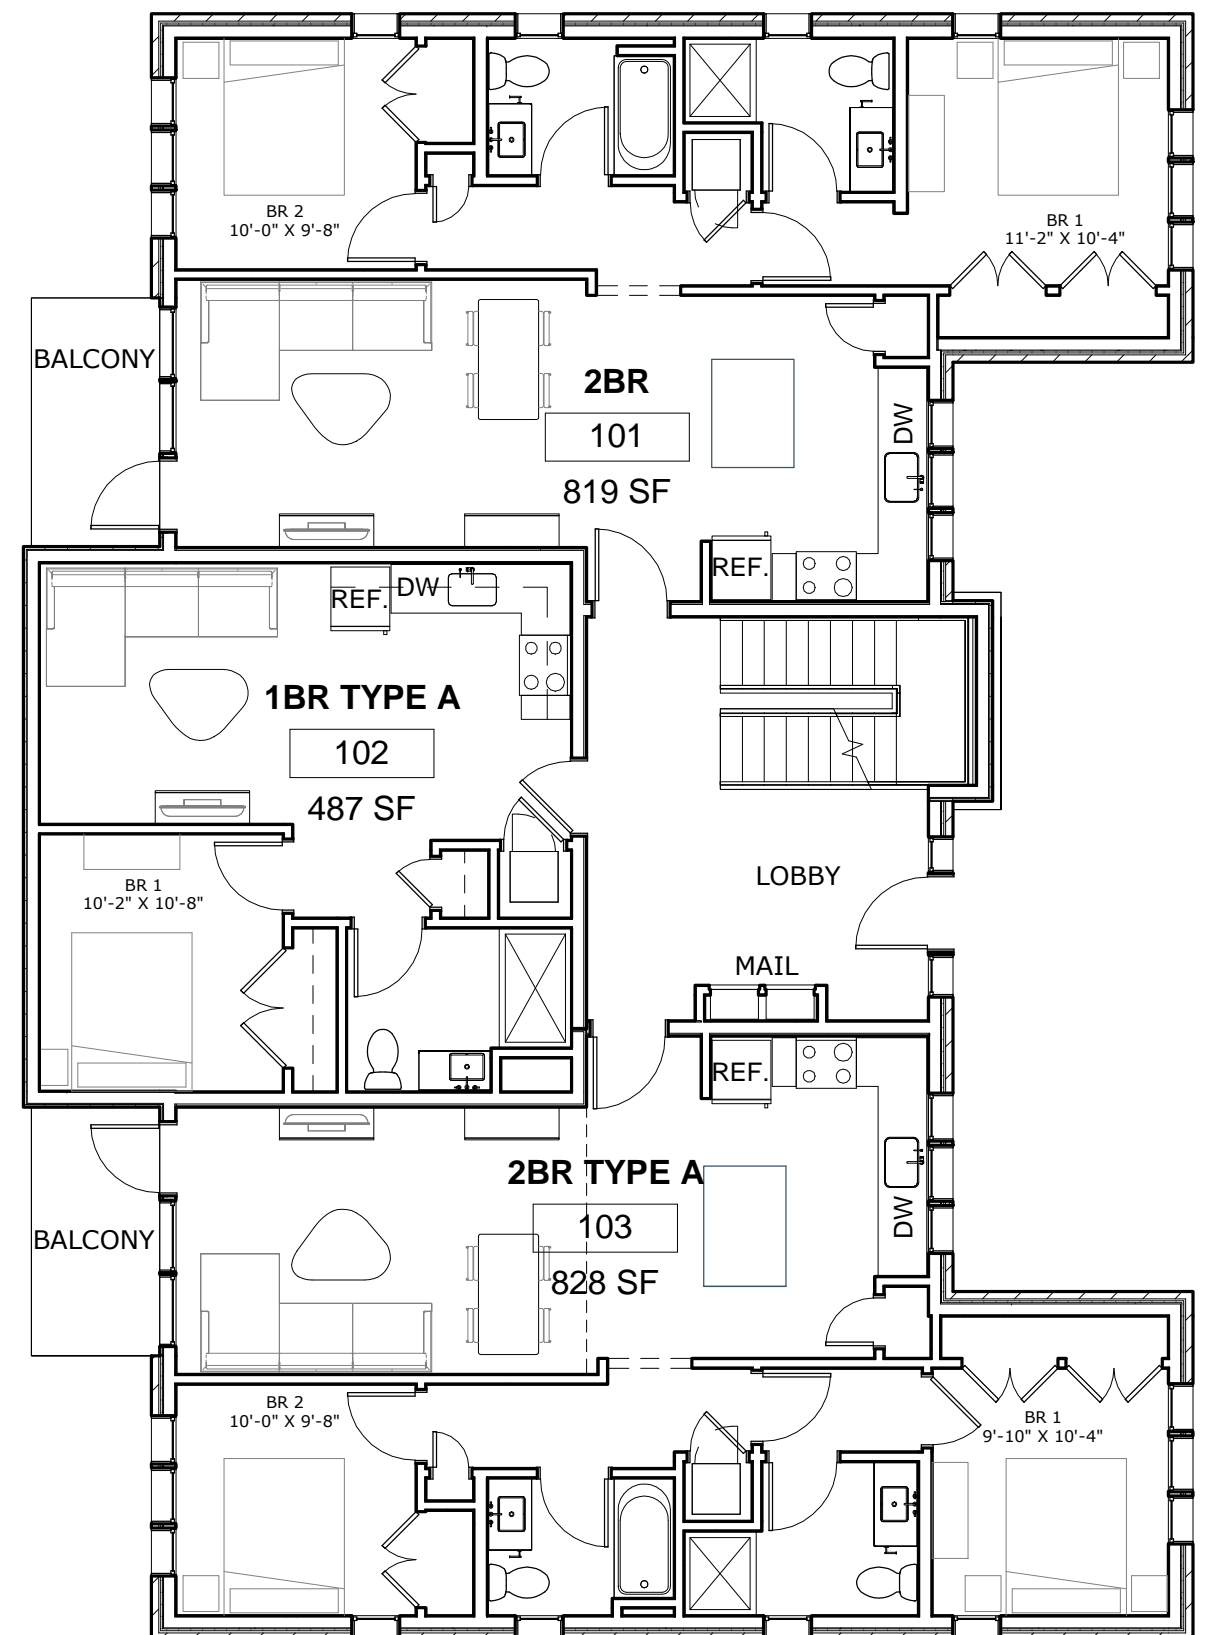 BR 2
10'-0" X 9'-8"
BR 1
11'-2" X 10'-4"
BALCONY
2BR
101
819 SF
DW
REF.
REF.
DW
1BR TYPE A
102
487 SF
BR 1
10'-2" X 10'-8"
LOBBY
MAIL
REF.
2BR TYPE A
103
828 SF
DW
BALCONY
BR 2
10'-0" X 9'-8"
BR 1
9'-10" X 10'-4"